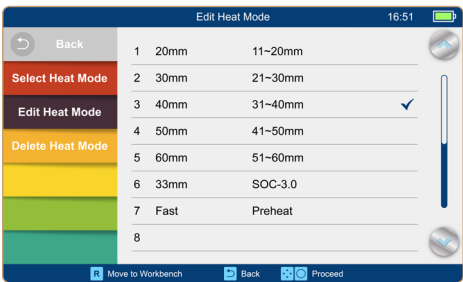 Edit Heat Mode 16:51
Back
Select Heat Mode
Edit Heat Mode
Delete Heat Mode
1 20mm 11~20mm
2 30mm 21~30mm
3 40mm 31~40mm
4 50mm 41~50mm
5 60mm 51~60mm
6 33mm SOC-3.0
7 Fast Preheat
8
R Move to Workbench Back Proceed